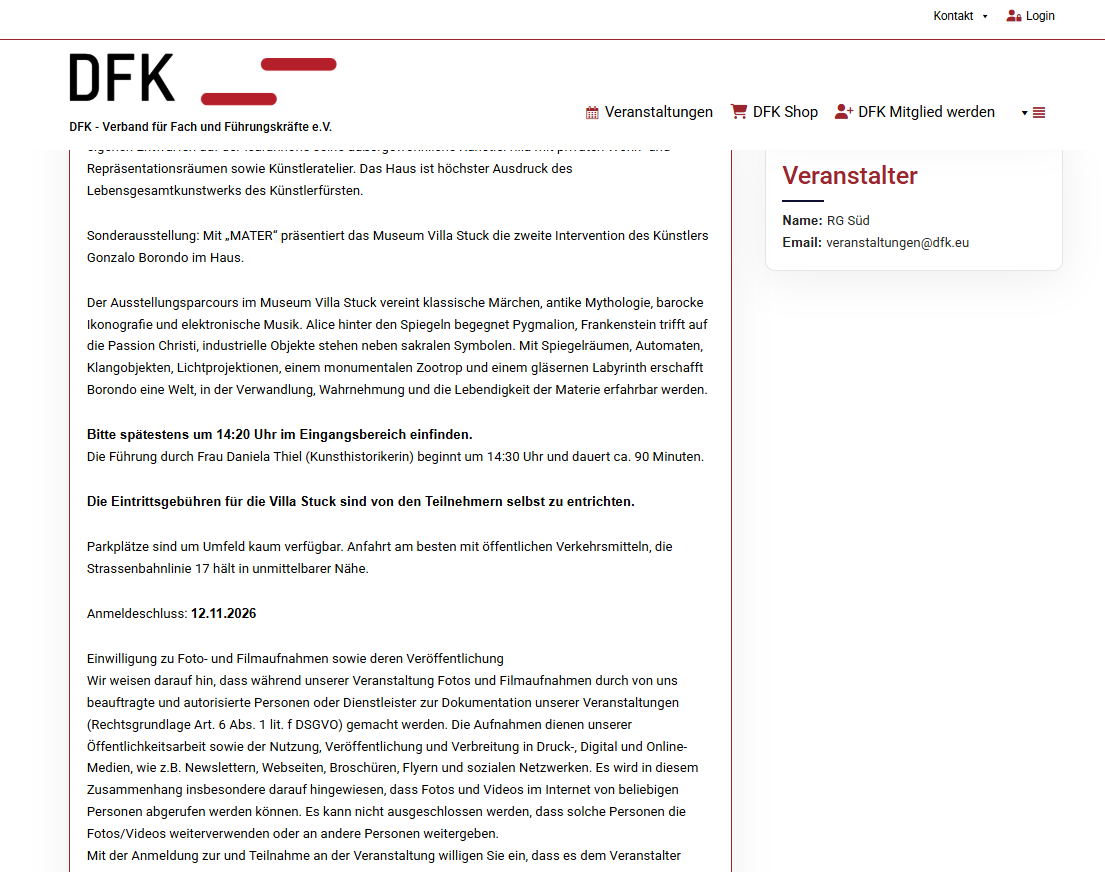 Kontakt
Login
DFK
DFK - Verband für Fach und Führungskräfte e.V.
Veranstaltungen
DFK Shop
DFK Mitglied werden
Repräsentationsräumen sowie Künstleratelier. Das Haus ist höchster Ausdruck des
Lebensgesamtkunstwerks des Künstlerfürsten.
Sonderausstellung: Mit „MATER“ präsentiert das Museum Villa Stuck die zweite Intervention des Künstlers
Gonzalo Borondo im Haus.
Der Ausstellungsparcours im Museum Villa Stuck vereint klassische Märchen, antike Mythologie, barocke
Ikonografie und elektronische Musik. Alice hinter den Spiegeln begegnet Pygmalion, Frankenstein trifft auf
die Passion Christi, industrielle Objekte stehen neben sakralen Symbolen. Mit Spiegelräumen, Automaten,
Klangobjekten, Lichtprojektionen, einem monumentalen Zootrop und einem gläsernen Labyrinth erschafft
Borondo eine Welt, in der Verwandlung, Wahrnehmung und die Lebendigkeit der Materie erfahrbar werden.
Bitte spätestens um 14:20 Uhr im Eingangsbereich einfinden.
Die Führung durch Frau Daniela Thiel (Kunsthistorikerin) beginnt um 14:30 Uhr und dauert ca. 90 Minuten.
Die Eintrittsgebühren für die Villa Stuck sind von den Teilnehmern selbst zu entrichten.
Parkplätze sind um Umfeld kaum verfügbar. Anfahrt am besten mit öffentlichen Verkehrsmitteln, die
Strassenbahnlinie 17 hält in unmittelbarer Nähe.
Anmeldeschluss: 12.11.2026
Einwilligung zu Foto- und Filmaufnahmen sowie deren Veröffentlichung
Wir weisen darauf hin, dass während unserer Veranstaltung Fotos und Filmaufnahmen durch von uns
beauftragte und autorisierte Personen oder Dienstleister zur Dokumentation unserer Veranstaltungen
(Rechtsgrundlage Art. 6 Abs. 1 lit. f DSGVO) gemacht werden. Die Aufnahmen dienen unserer
Öffentlichkeitsarbeit sowie der Nutzung, Veröffentlichung und Verbreitung in Druck-, Digital und Online-
Medien, wie z.B. Newslettern, Webseiten, Broschüren, Flyern und sozialen Netzwerken. Es wird in diesem
Zusammenhang insbesondere darauf hingewiesen, dass Fotos und Videos im Internet von beliebigen
Personen abgerufen werden können. Es kann nicht ausgeschlossen werden, dass solche Personen die
Fotos/Videos weiterverwenden oder an andere Personen weitergeben.
Mit der Anmeldung zur und Teilnahme an der Veranstaltung willigen Sie ein, dass es dem Veranstalter
Veranstalter
Name: RG Süd
Email: veranstaltungen@dfk.eu